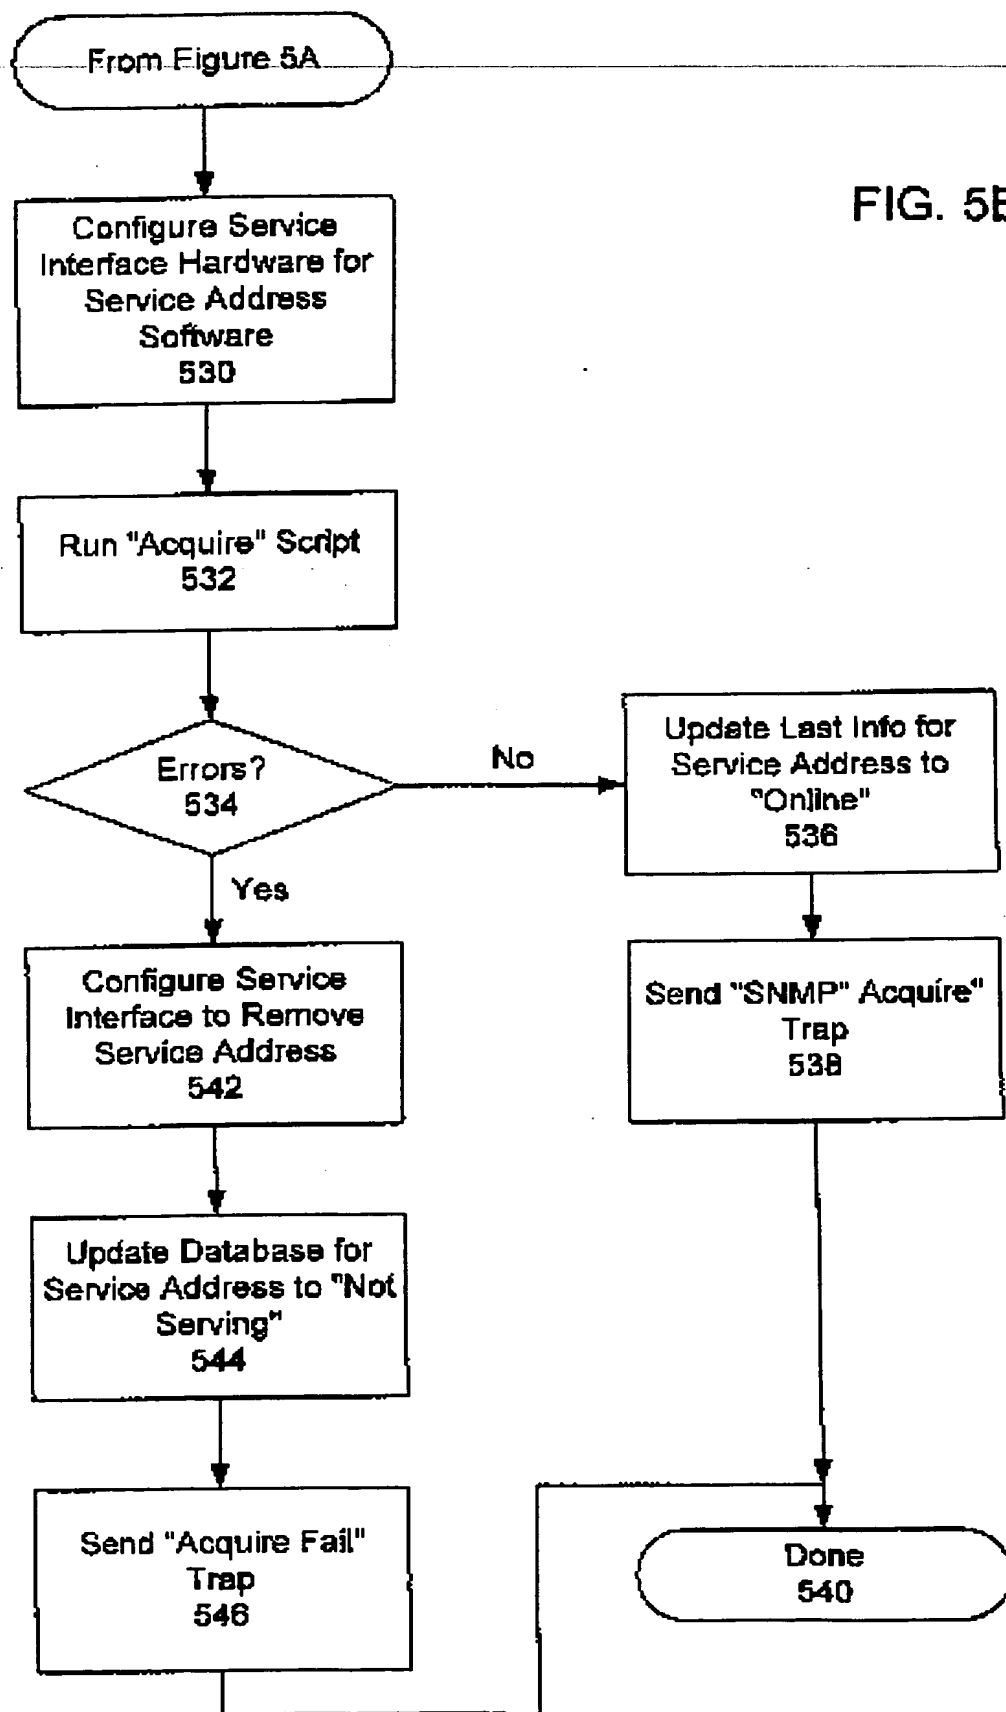 From Figure 5A
FIG. 5B
Configure Service
Interface Hardware for
Service Address
Software
530
Run "Acquire" Script
532
Errors?
534
No
Yes
Update Last Info for
Service Address to
"Online"
536
Send "SNMP" Acquire"
Trap
538
Configure Service
Interface to Remove
Service Address
542
Update Database for
Service Address to "Not
Serving"
544
Send "Acquire Fail"
Trap
546
Done
540